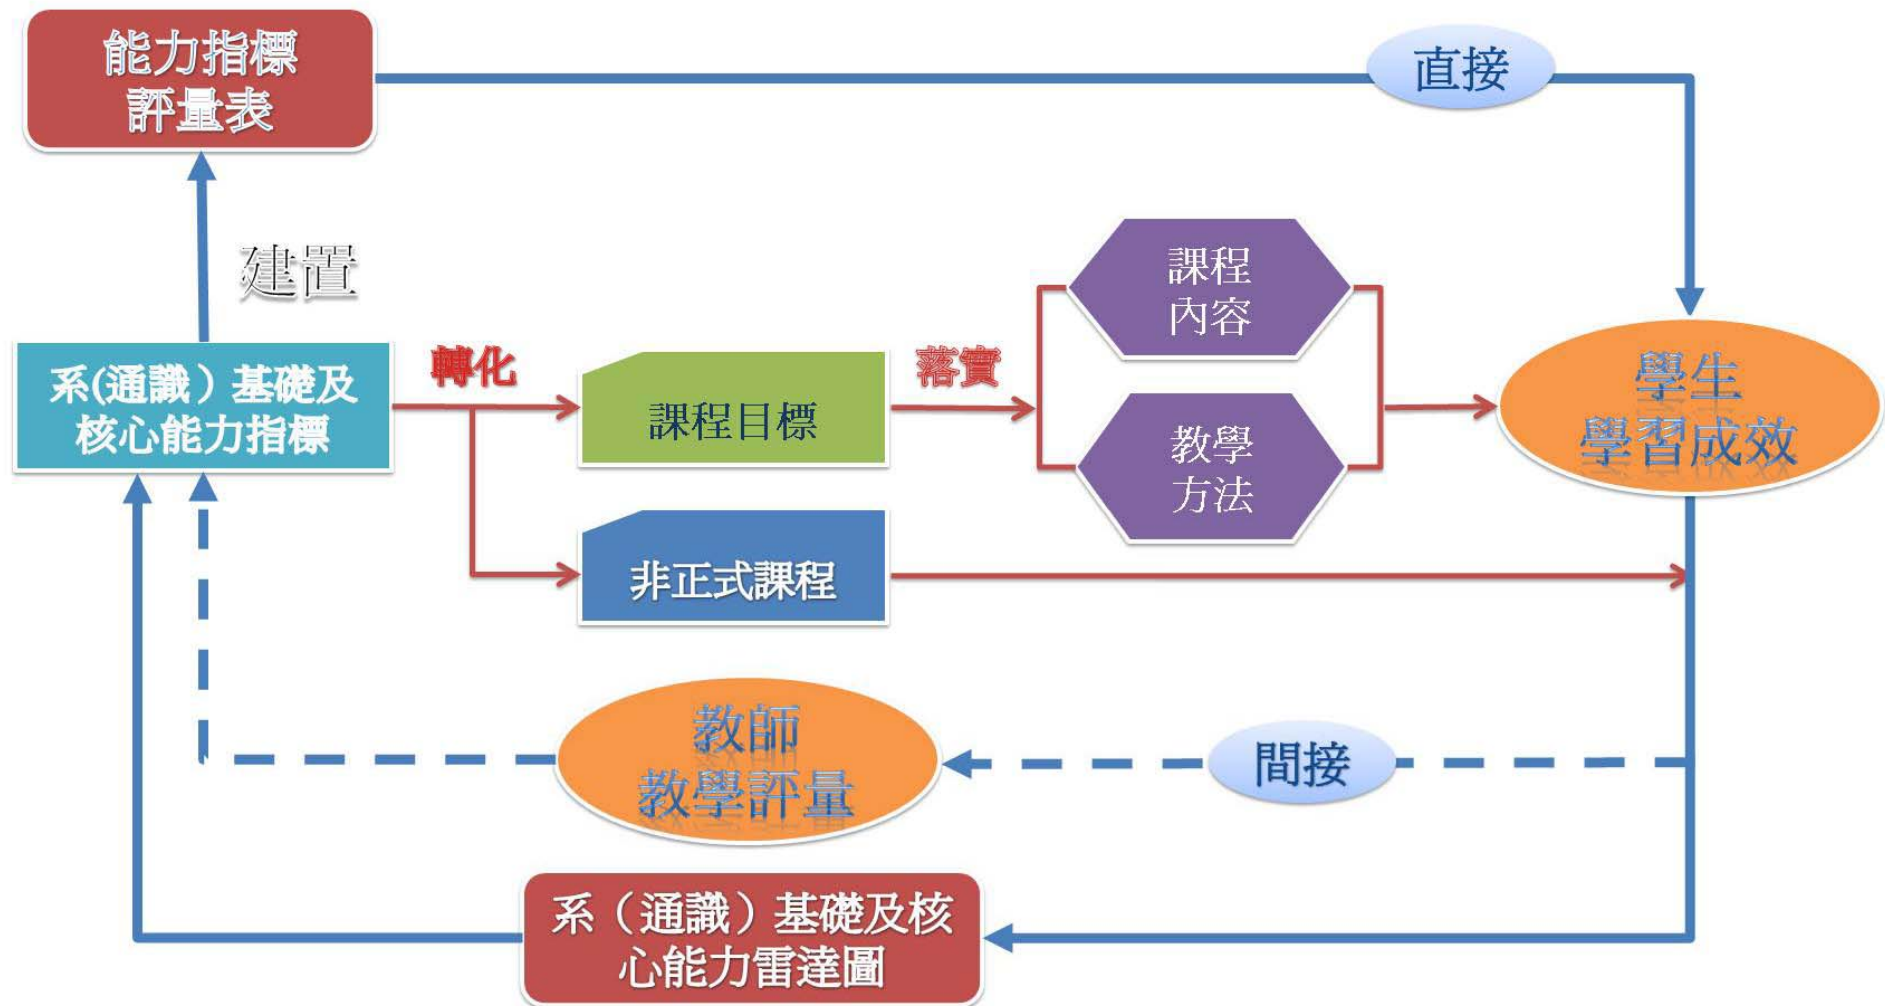 能力指標
評量表
直接
建置
課程
內容
系(通識）基礎及
核心能力指標
轉化
課程目標
落實
教學
方法
學生
學習成效
非正式課程
教師
教學評量
間接
系（通識）基礎及核
心能力雷達圖